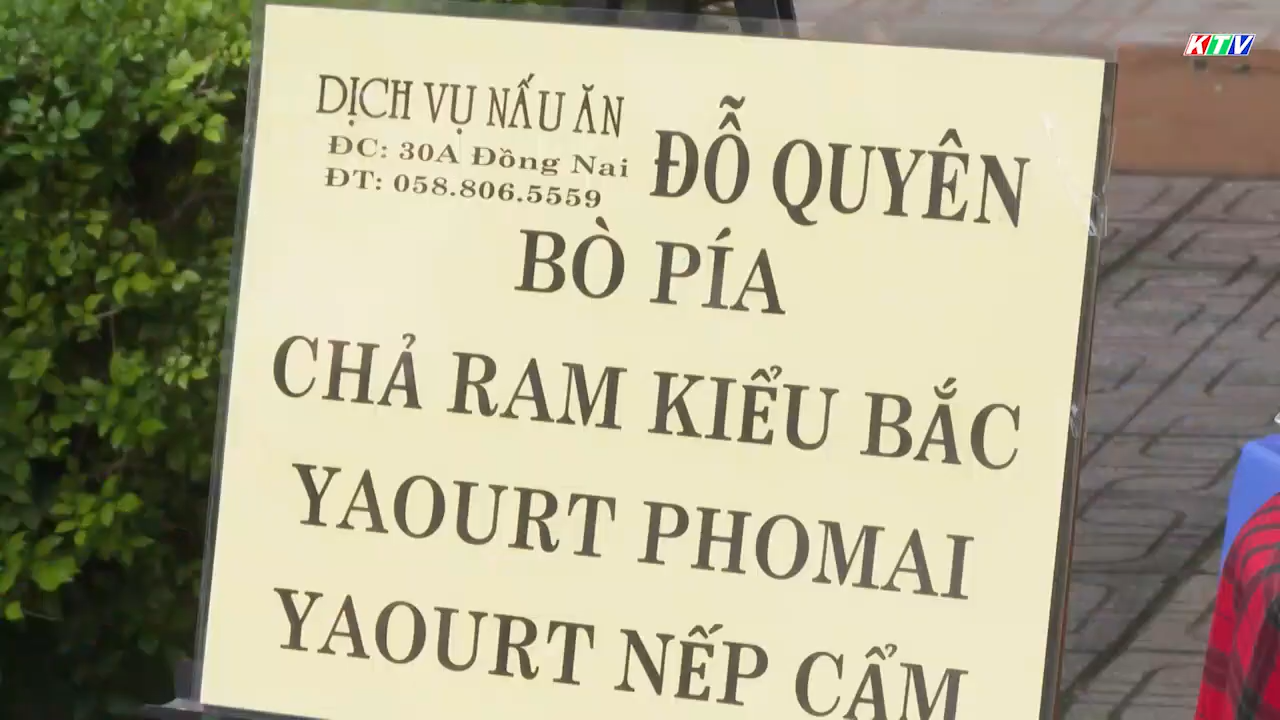 KTV
DỊCH VỤ NẤU ĂN
ĐC: 30A Đồng Nai
ĐT: 058.806.5559
ĐỖ QUYÊN
BÒ PÍA
CHẢ RAM KIỂU BẮC
YAOURT PHOMAI
YAOURT NẾP CẨM